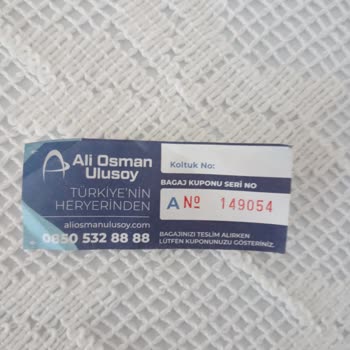 Ali Osman
Ulusoy
TÜRKİYE'NİN
HERYERİNDEN
aliosmanulusoy.com
0850 532 88 88
Koltuk No:
BAGAJ KUPONU SERİ NO
A Nº 149054
BAGAJINIZI TESLİM ALIRKEN
LÜTFEN KUPONUNUZU GÖSTERİNİZ.